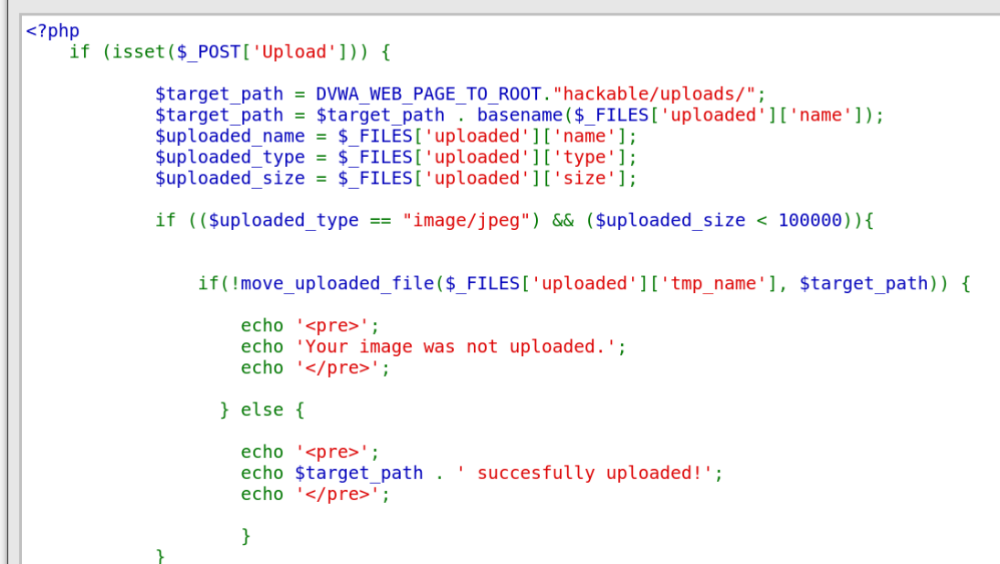 <?php
if (isset($_POST['Upload'])) {
$target_path = DVWA_WEB_PAGE_TO_ROOT."hackable/uploads/";
$target_path = $target_path . basename($_FILES['uploaded']['name']);
$uploaded_name = $_FILES['uploaded']['name'];
$uploaded_type = $_FILES['uploaded']['type'];
$uploaded_size = $_FILES['uploaded']['size'];
if (($uploaded_type == "image/jpeg") && ($uploaded_size < 100000)){
if(!move_uploaded_file($_FILES['uploaded']['tmp_name'], $target_path)) {
echo '<pre>';
echo 'Your image was not uploaded.';
echo '</pre>';
} else {
echo '<pre>';
echo $target_path . ' succesfully uploaded!';
echo '</pre>';
}
}